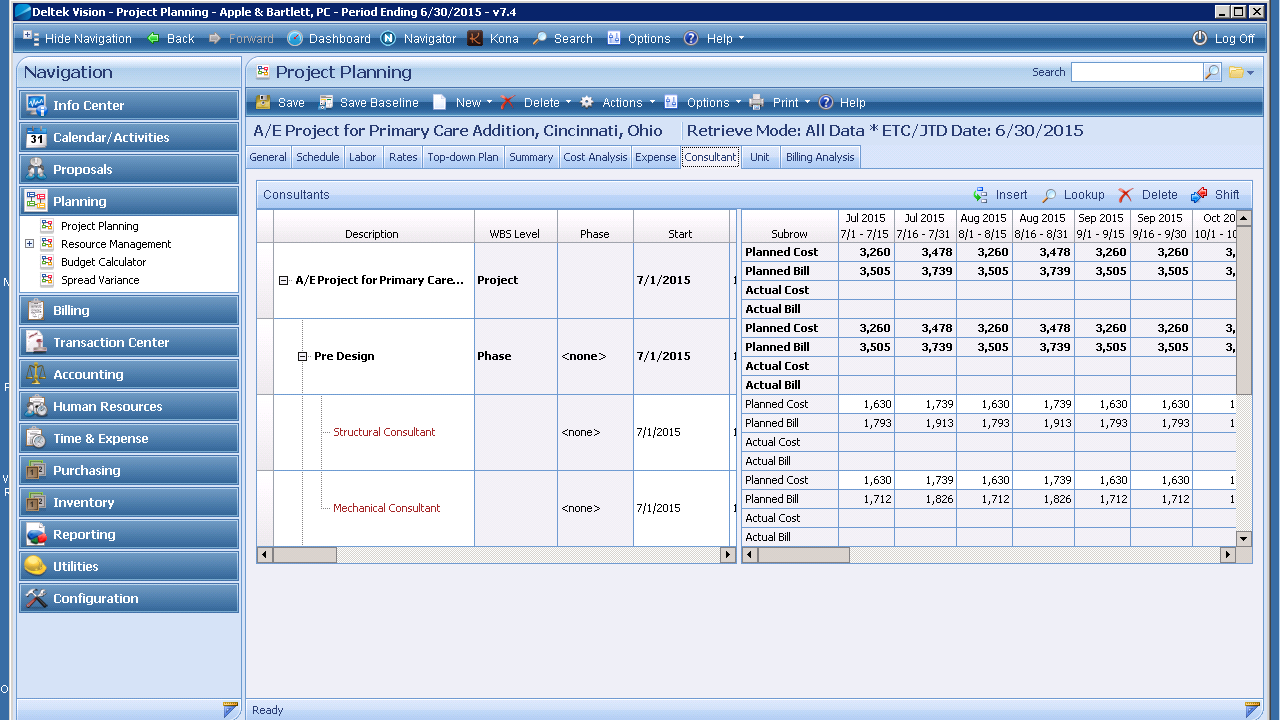 Deltek Vision - Project Planning - Apple & Bartlett, PC - Period Ending 6/30/2015 - v7.4
Hide Navigation Back Forward Dashboard Navigator Kona Search Options Help Log Off
Navigation
Info Center
31 Calendar/Activities
Proposals
Planning
Project Planning
Resource Management
Budget Calculator
Spread Variance
Billing
Transaction Center
Accounting
Human Resources
Time & Expense
Purchasing
Inventory
Reporting
Utilities
Configuration
Project Planning Search
Save Save Baseline New Delete Actions Options Print Help
A/E Project for Primary Care Addition, Cincinnati, Ohio Retrieve Mode: All Data * ETC/JTD Date: 6/30/2015
General Schedule Labor Rates Top-down Plan Summary Cost Analysis Expense Consultant Unit Billing Analysis
Consultants Insert Lookup Delete Shift
Description WBS Level Phase Start
A/E Project for Primary Care... Project 7/1/2015
Pre Design Phase <none> 7/1/2015
Structural Consultant <none> 7/1/2015
Mechanical Consultant <none> 7/1/2015
Jul 2015 Jul 2015 Aug 2015 Aug 2015 Sep 2015 Sep 2015 Oct 20
Subrow 7/1 - 7/15 7/16 - 7/31 8/1 - 8/15 8/16 - 8/31 9/1 - 9/15 9/16 - 9/30 10/1 - 10
Planned Cost 3,260 3,478 3,260 3,478 3,260 3,260 3,
Planned Bill 3,505 3,739 3,505 3,739 3,505 3,505 3,
Actual Cost
Actual Bill
Planned Cost 3,260 3,478 3,260 3,478 3,260 3,260 3,
Planned Bill 3,505 3,739 3,505 3,739 3,505 3,505 3,
Actual Cost
Actual Bill
Planned Cost 1,630 1,739 1,630 1,739 1,630 1,630 1
Planned Bill 1,793 1,913 1,793 1,913 1,793 1,793 1
Actual Cost
Actual Bill
Planned Cost 1,630 1,739 1,630 1,739 1,630 1,630 1
Planned Bill 1,712 1,826 1,712 1,826 1,712 1,712 1
Actual Cost
Actual Bill
Ready